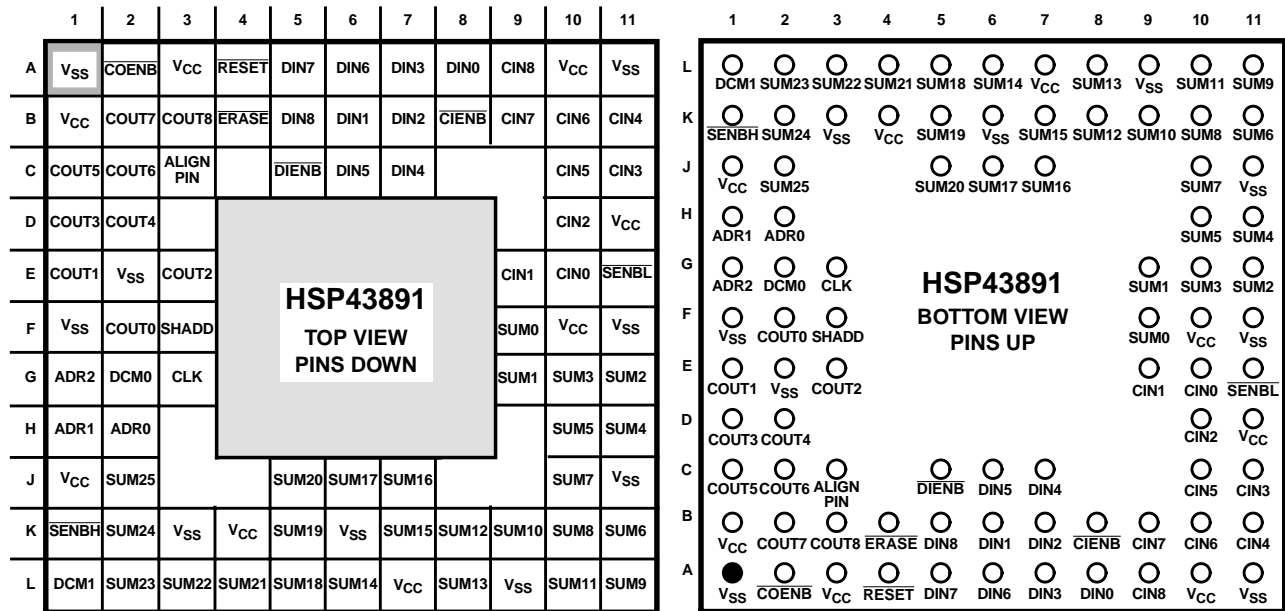 1 2 3 4 5 6 7 8 9 10 11
A VSS COENB VCC RESET DIN7 DIN6 DIN3 DIN0 CIN8 VCC VSS
B VCC COUT7 COUT8 ERASE DIN8 DIN1 DIN2 CIENB CIN7 CIN6 CIN4
C COUT5 COUT6 ALIGN PIN DIENB DIN5 DIN4 CIN5 CIN3
D COUT3 COUT4 CIN2 VCC
E COUT1 VSS COUT2 CIN1 CIN0 SENBL
F VSS COUT0 SHADD SUM0 VCC VSS
G ADR2 DCM0 CLK SUM1 SUM3 SUM2
H ADR1 ADR0 SUM5 SUM4
J VCC SUM25 SUM20 SUM17 SUM16 SUM7 VSS
K SENBH SUM24 VSS VCC SUM19 VSS SUM15 SUM12 SUM10 SUM8 SUM6
L DCM1 SUM23 SUM22 SUM21 SUM18 SUM14 VCC SUM13 VSS SUM11 SUM9
HSP43891
TOP VIEW
PINS DOWN
1 2 3 4 5 6 7 8 9 10 11
L
DCM1 SUM23 SUM22 SUM21 SUM18 SUM14 VCC SUM13 VSS SUM11 SUM9
K
SENBH SUM24 VSS VCC SUM19 VSS SUM15 SUM12 SUM10 SUM8 SUM6
J
VCC SUM25 SUM20 SUM17 SUM16 SUM7 VSS
H
ADR1 ADR0 SUM5 SUM4
G
ADR2 DCM0 CLK SUM1 SUM3 SUM2
F
VSS COUT0 SHADD SUM0 VCC VSS
E
COUT1 VSS COUT2 CIN1 CIN0 SENBL
D
COUT3 COUT4 CIN2 VCC
C
COUT5 COUT6 ALIGN PIN DIENB DIN5 DIN4 CIN5 CIN3
B
VCC COUT7 COUT8 ERASE DIN8 DIN1 DIN2 CIENB CIN7 CIN6 CIN4
A
VSS COENB VCC RESET DIN7 DIN6 DIN3 DIN0 CIN8 VCC VSS
HSP43891
BOTTOM VIEW
PINS UP